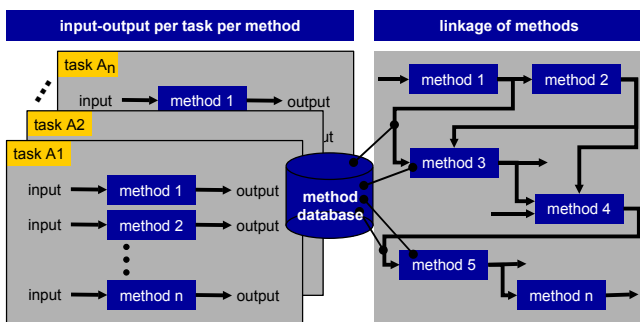 input-output per task per method
linkage of methods
task An
input method 1 output
task A2
ut
task A1
input method 1 output
input method 2 output
input method n output
method
database
method 1
method 2
method 3
method 4
method 5
method n